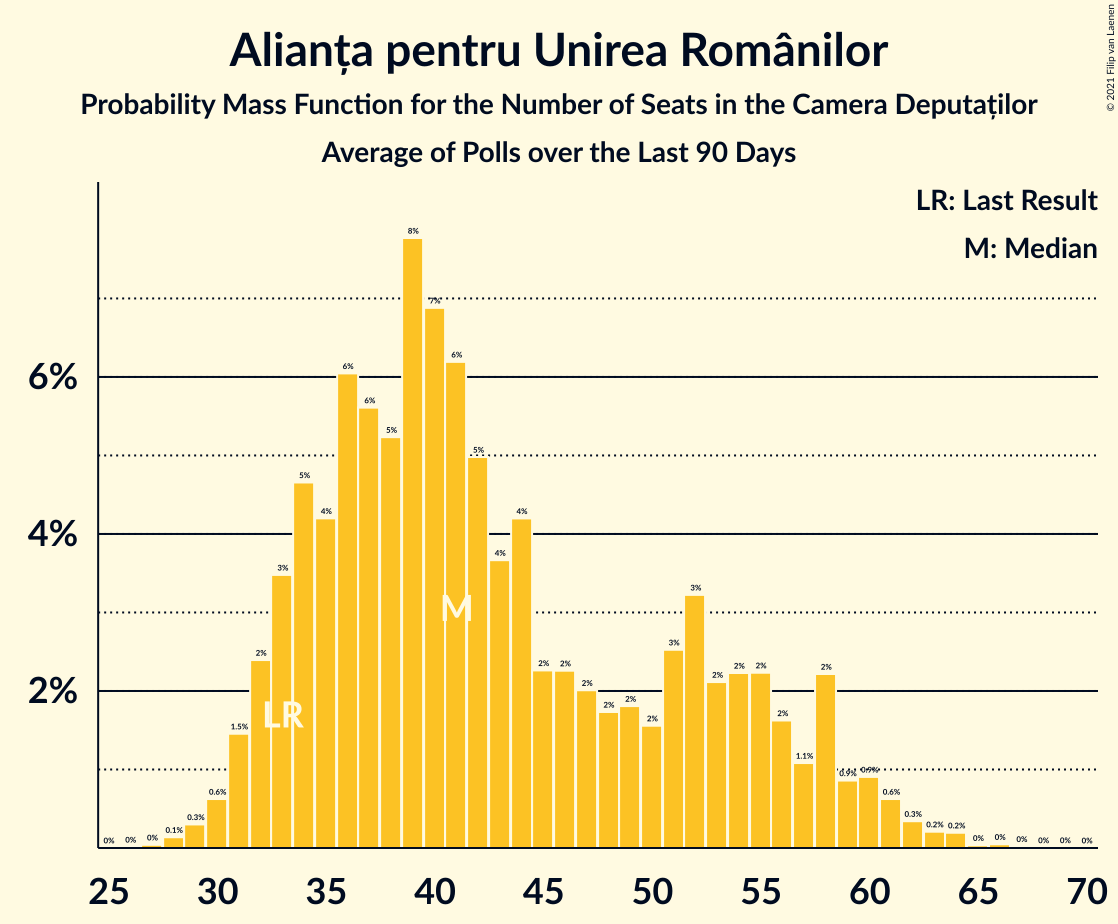 Alianța pentru Unirea Românilor
Probability Mass Function for the Number of Seats in the Camera Deputaților
Average of Polls over the Last 90 Days
© 2021 Filip van Laenen
LR: Last Result
M: Median
6%
4%
2%
0% 0% 0% 0.1% 0.3% 0.6% 1.5% 2% 3% 5% 4% 6% 6% 5% 8% 7% 6% 5% 4% 4% 2% 2% 2% 2% 2% 2% 3% 3% 2% 2% 2% 2% 1.1% 2% 0.9% 0.9% 0.6% 0.3% 0.2% 0.2% 0% 0% 0% 0% 0% 0%
LR
M
25 30 35 40 45 50 55 60 65 70